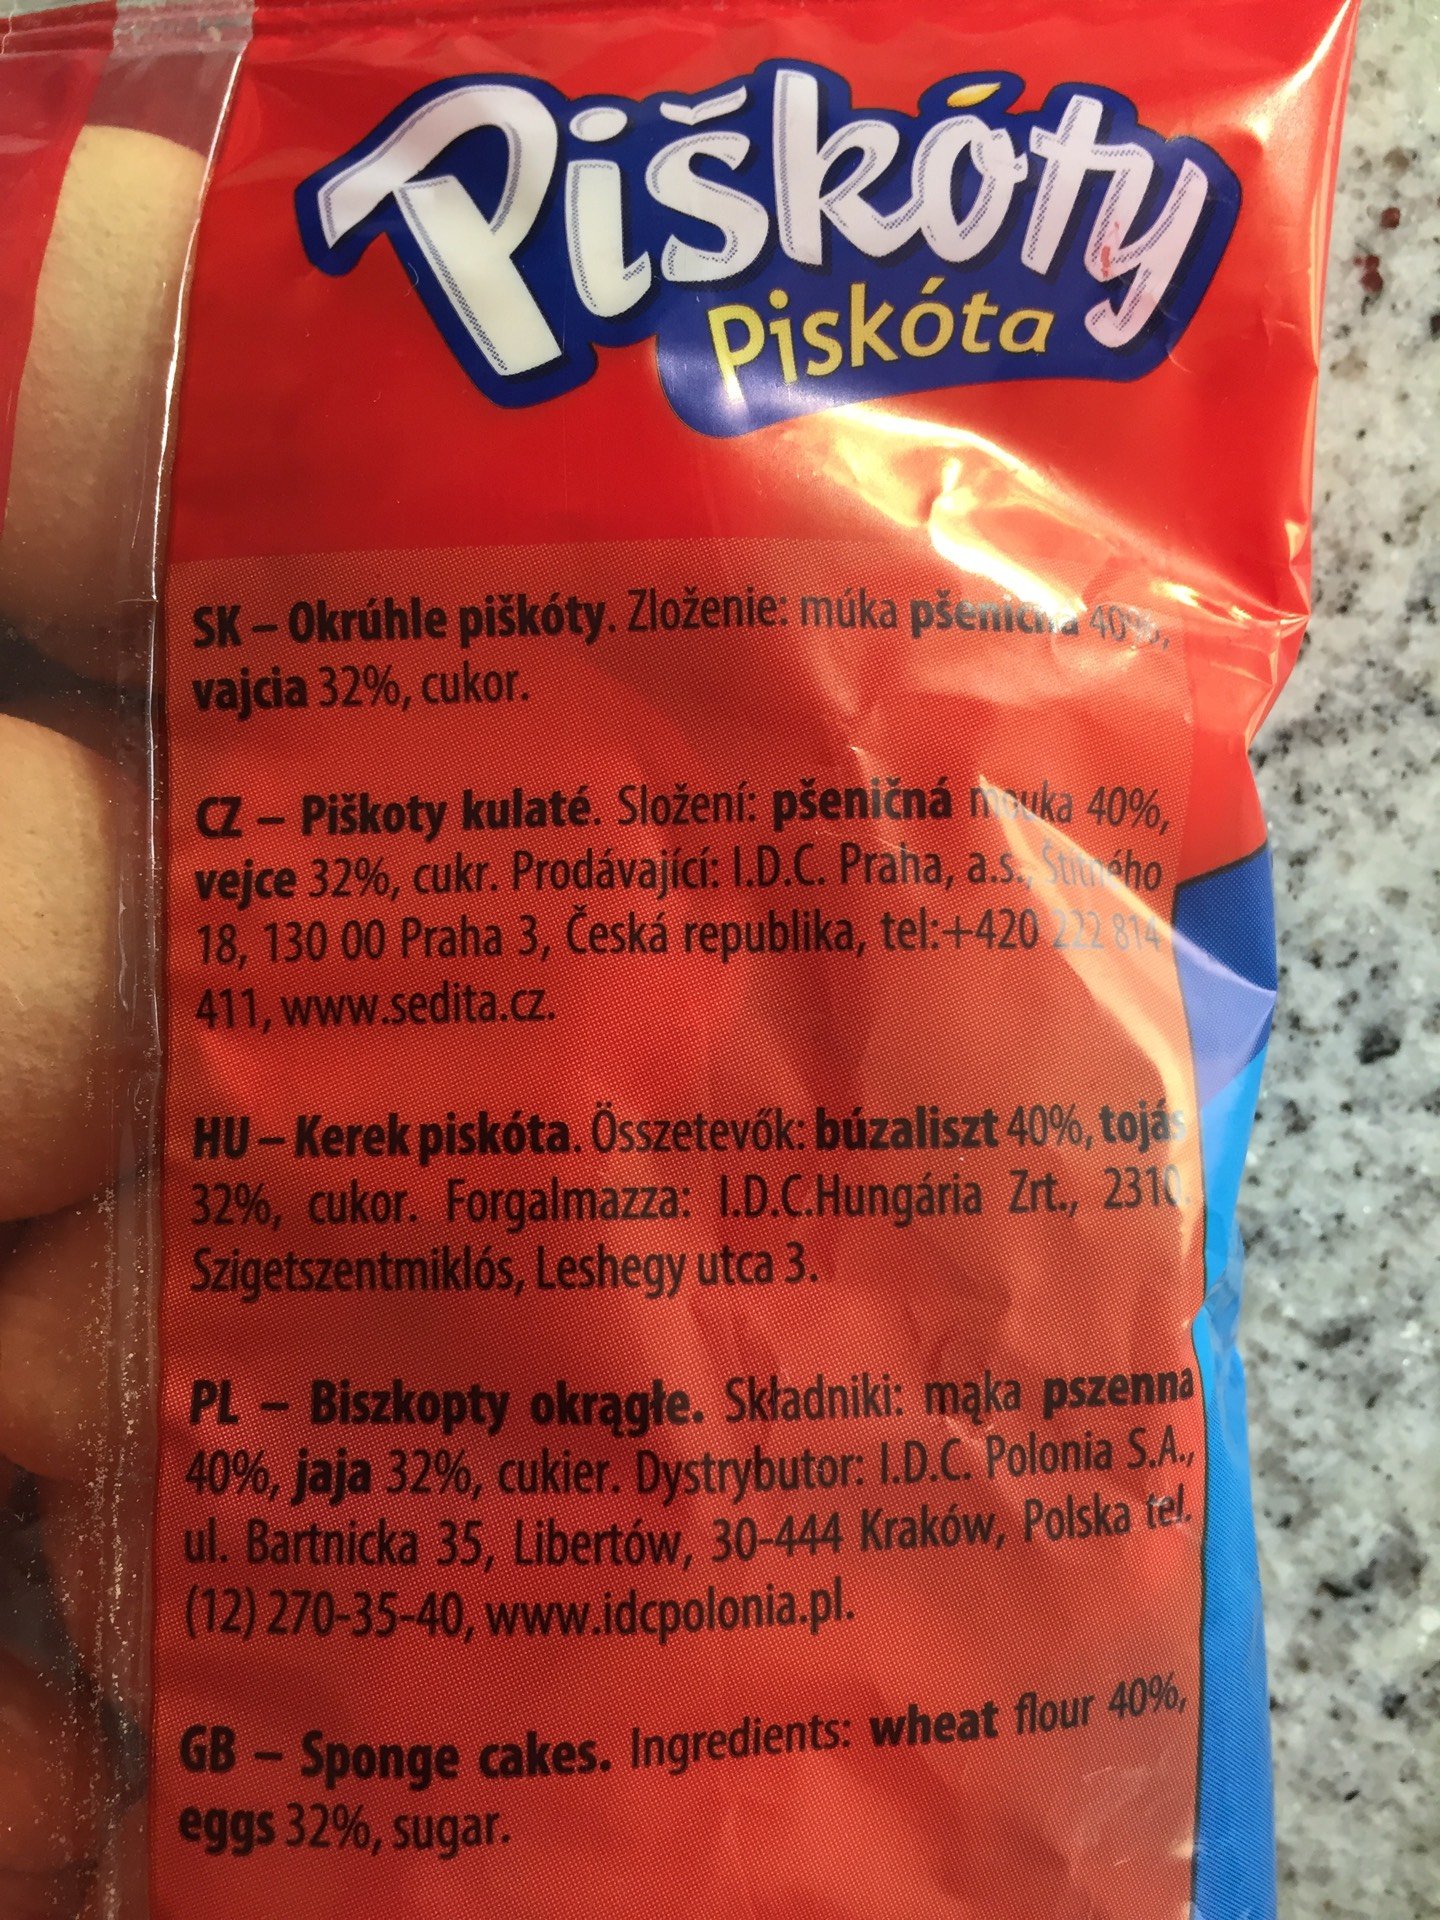 Piškóty
Piskóta
SK – Okrúhle piškóty. Zloženie: múka pšeničná 40%,
vajcia 32%, cukor.
CZ – Piškoty kulaté. Složení: pšeničná mouka 40%,
vejce 32%, cukr. Prodávající: I.D.C. Praha, a.s., Štítného
18, 130 00 Praha 3, Česká republika, tel:+420 222 814
411, www.sedita.cz.
HU – Kerek piskóta. Összetevők: búzaliszt 40%, tojás
32%, cukor. Forgalmazza: I.D.C.Hungária Zrt., 2310
Szigetszentmiklós, Leshegy utca 3.
PL – Biszkopty okrągłe. Składniki: mąka pszenna
40%, jaja 32%, cukier. Dystrybutor: I.D.C. Polonia S.A.,
ul. Bartnicka 35, Libertów, 30-444 Kraków, Polska tel.
(12) 270-35-40, www.idcpolonia.pl.
GB – Sponge cakes. Ingredients: wheat flour 40%,
eggs 32%, sugar.